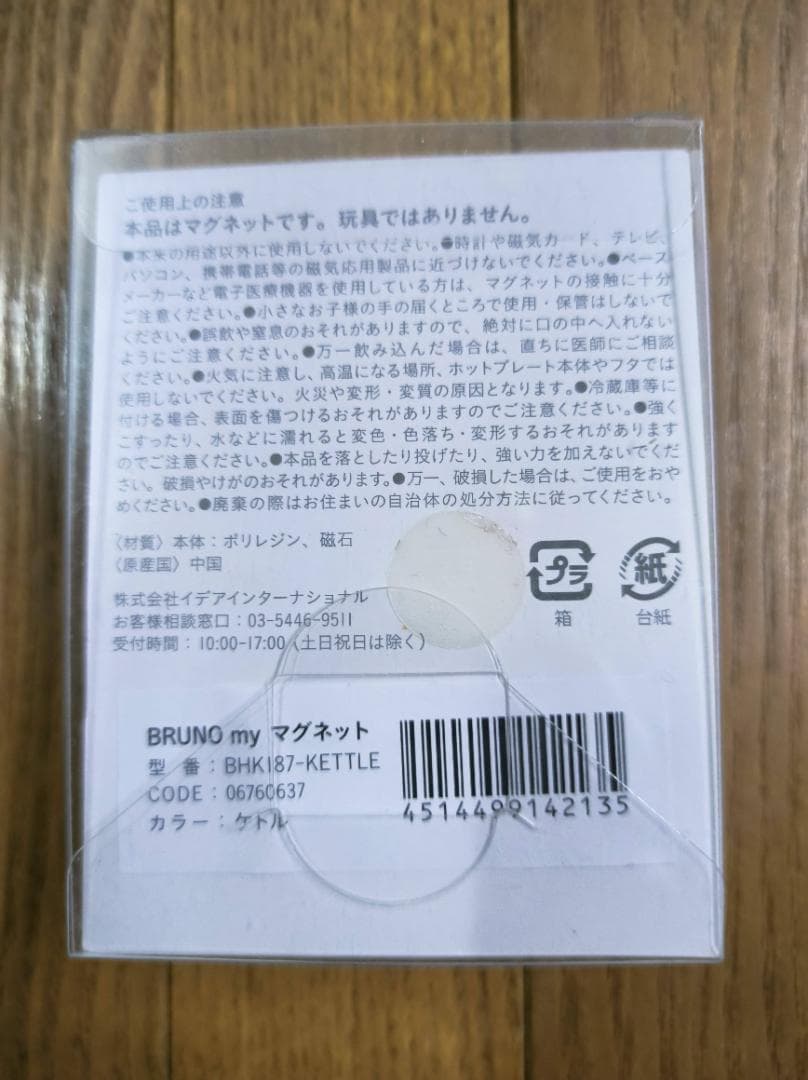 ご使用上の注意
本品はマグネットです。玩具ではありません。
●本来の用途以外に使用しないでください。●時計や磁気カード、テレビ、
パソコン、携帯電話等の磁気応用製品に近づけないでください。●ペース
メーカーなど電子医療機器を使用している方は、マグネットの接触に十分
ご注意ください。●小さなお子様の手の届くところで使用・保管はしないで
ください。●誤飲や窒息のおそれがありますので、絶対に口の中へ入れない
ようにご注意ください。●万一飲み込んだ場合は、直ちに医師にご相談
ください。●火気に注意し、高温になる場所、ホットプレート本体やフタでは
使用しないでください。火災や変形・変質の原因となります。●冷蔵庫等に
付ける場合、表面を傷つけるおそれがありますのでご注意ください。●強く
こすったり、水などに濡れると変色・色落ち・変形するおそれがあります
のでご注意ください。●本品を落としたり投げたり、強い力を加えないでくだ
さい。破損やけがのおそれがあります。●万一、破損した場合は、ご使用をおや
めください。●廃棄の際はお住まいの自治体の処分方法に従ってください。
〈材質〉本体：ポリレジン、磁石
〈原産国〉中国
株式会社イデアインターナショナル
お客様相談窓口：03-5446-9511
受付時間：10:00-17:00（土日祝日は除く）
プラ
箱
紙
台紙
BRUNO my マグネット
型 番：BHK187-KETTLE
CODE：06760637
カラー：ケトル
4514499142135